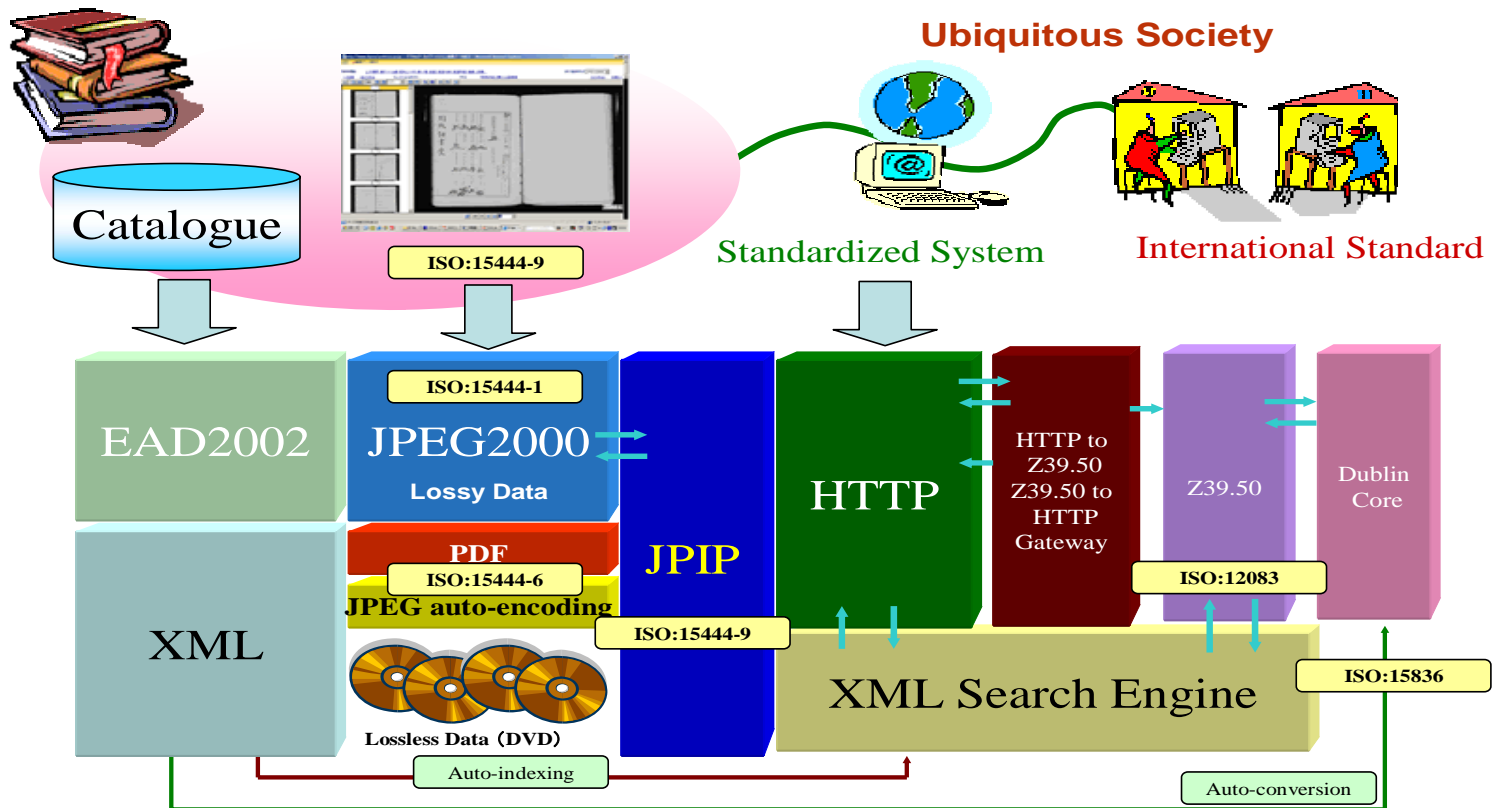 Ubiquitous Society
Catalogue
ISO:15444-9
Standardized System
International Standard
@
EAD2002
ISO:15444-1
JPEG2000
Lossy Data
PDF
ISO:15444-6
JPEG auto-encoding
Lossless Data（DVD）
XML
JPIP
ISO:15444-9
HTTP
HTTP to
Z39.50
Z39.50 to
HTTP
Gateway
Z39.50
ISO:12083
Dublin
Core
XML Search Engine
ISO:15836
Auto-indexing
Auto-conversion